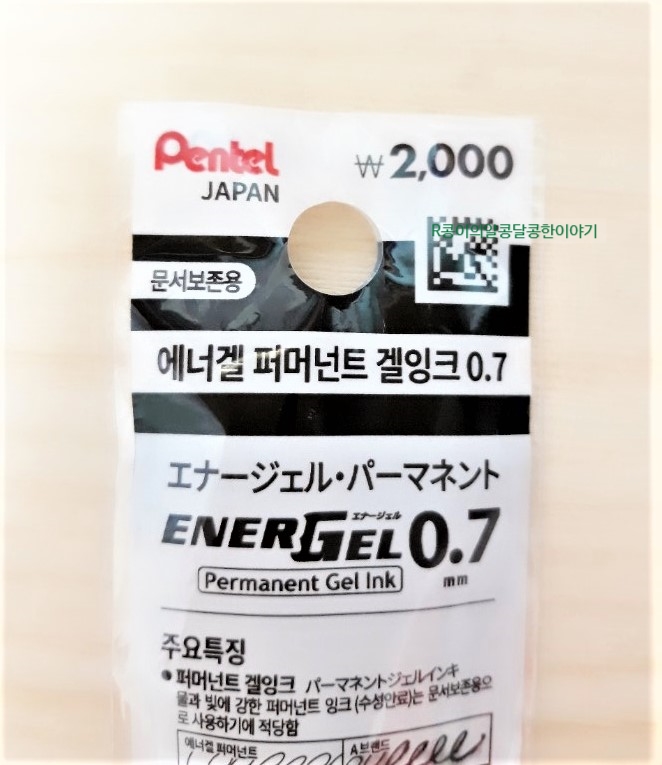 Pentel
JAPAN
₩2,000
R콩이의알콩달콩한이야기
문서보존용
에너겔 퍼머넌트 겔잉크 0.7
エナージェル・パーマネント
エナージェル
ENERGEL 0.7
mm
Permanent Gel Ink
주요특징
퍼머넌트 겔잉크 パーマネントジェルインキ
물과 빛에 강한 퍼머넌트 잉크(수성안료)는 문서보존용으
로 사용하기에 적당함
에너겔 퍼머넌트
A브랜드